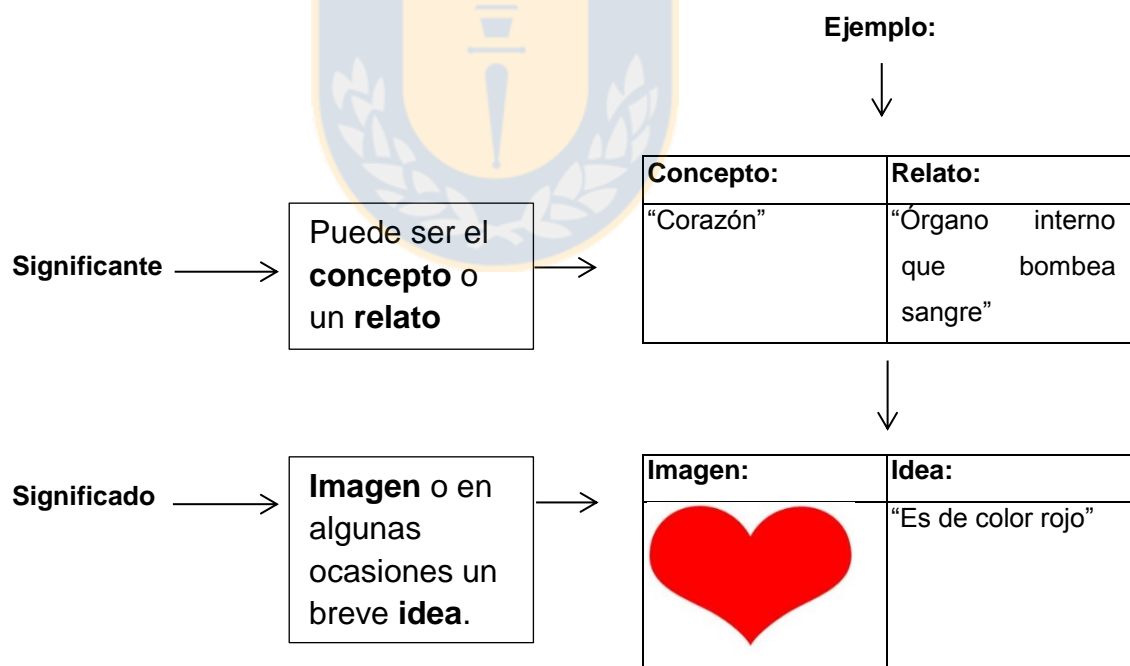 Ejemplo:
Concepto:
Relato:
“Corazón”
“Órgano interno
que bombea
sangre”
Significante
Puede ser el
concepto o
un relato
Significado
Imagen o en
algunas
ocasiones un
breve idea.
Imagen:
Idea:
“Es de color rojo”